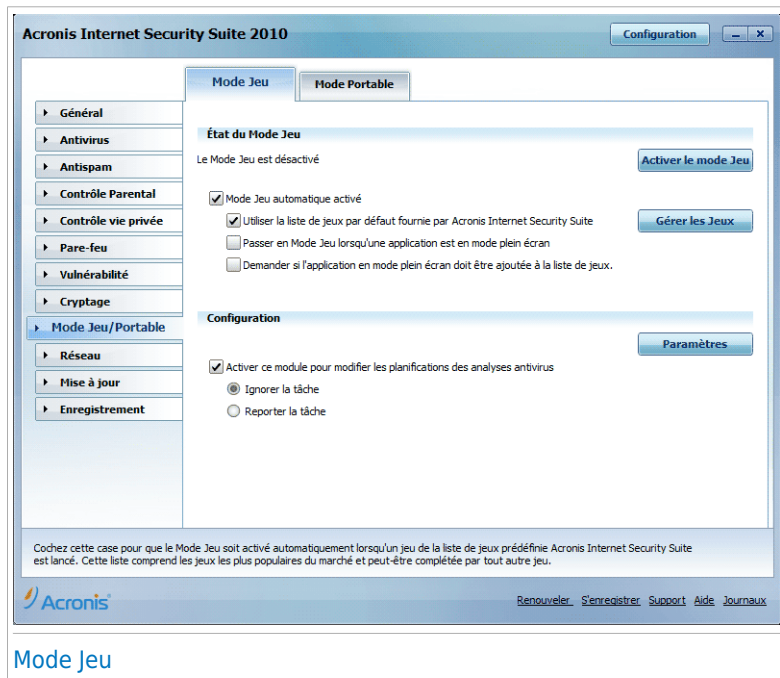 Acronis Internet Security Suite 2010
Configuration
Mode Jeu
Mode Portable
Général
Antivirus
Antispam
Contrôle Parental
Contrôle vie privée
Pare-feu
Vulnérabilité
Cryptage
Mode Jeu/Portable
Réseau
Mise à jour
Enregistrement
État du Mode Jeu
Le Mode Jeu est désactivé
Activer le mode Jeu
Mode Jeu automatique activé
Utiliser la liste de jeux par défaut fournie par Acronis Internet Security Suite
Gérer les Jeux
Passer en Mode Jeu lorsqu'une application est en mode plein écran
Demander si l'application en mode plein écran doit être ajoutée à la liste de jeux.
Configuration
Paramètres
Activer ce module pour modifier les planifications des analyses antivirus
Ignorer la tâche
Reporter la tâche
Cochez cette case pour que le Mode Jeu soit activé automatiquement lorsqu'un jeu de la liste de jeux prédéfinie Acronis Internet Security Suite
est lancé. Cette liste comprend les jeux les plus populaires du marché et peut-être complétée par tout autre jeu.
Acronis
Renouveler S'enregistrer Support Aide Journaux
Mode Jeu